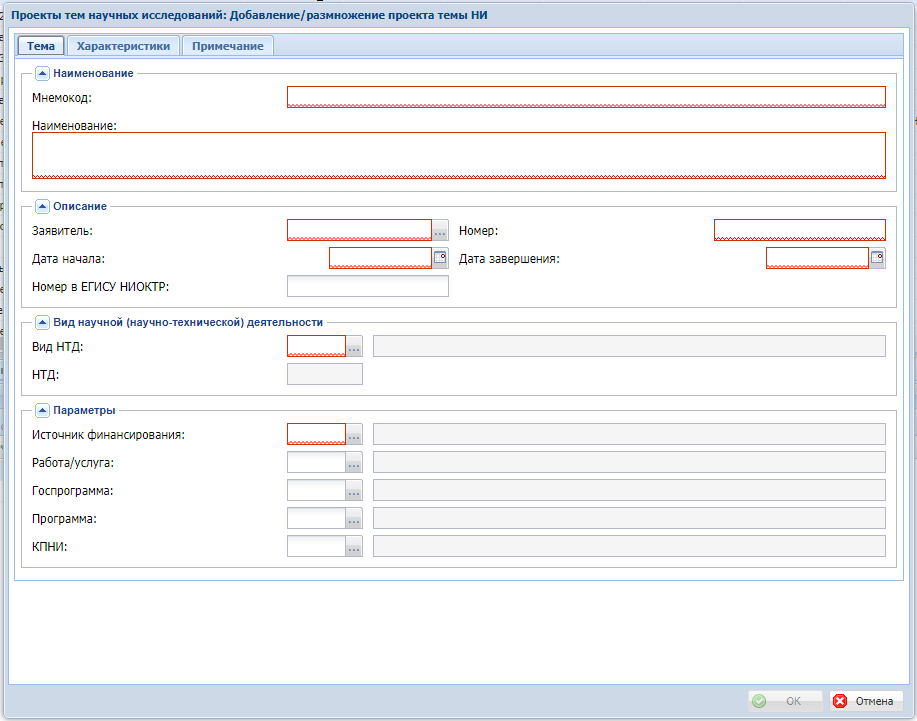 Проекты тем научных исследований: Добавление/размножение проекта темы НИ
Тема Характеристики Примечание
Наименование
Мнемокод:
Наименование:
Описание
Заявитель: ... Номер:
Дата начала: Дата завершения:
Номер в ЕГИСУ НИОКТР:
Вид научной (научно-технической) деятельности
Вид НТД: ...
НТД:
Параметры
Источник финансирования: ...
Работа/услуга: ...
Госпрограмма: ...
Программа: ...
КПНИ: ...
ОК Отмена